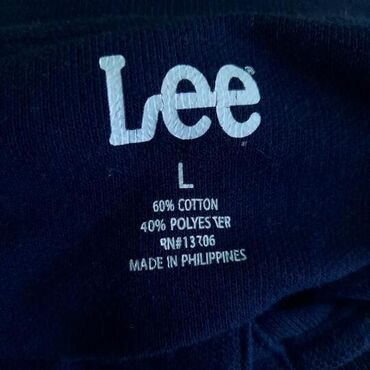 Lee
L
60% COTTON
40% POLYESTER
RN#13706
MADE IN PHILIPPINES